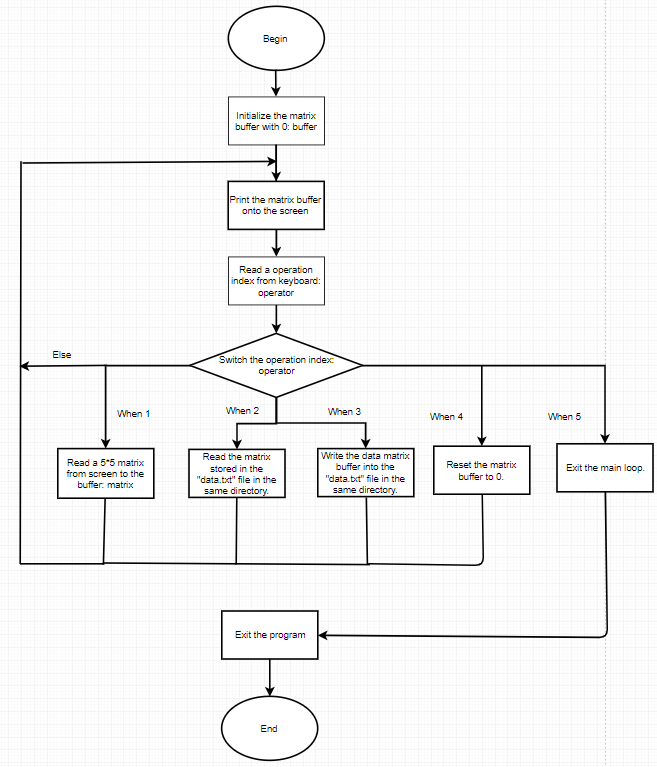 Begin
Initialize the matrix
buffer with 0: buffer
Print the matrix buffer
onto the screen
Read a operation
index from keyboard:
operator
Switch the operation index:
operator
Else
When 1
When 2
When 3
When 4
When 5
Read a 5*5 matrix
from screen to the
buffer: matrix
Read the matrix
stored in the
"data.txt" file in the
same directory.
Write the data matrix
buffer into the
"data.txt" file in the
same directory.
Reset the matrix
buffer to 0.
Exit the main loop.
Exit the program
End